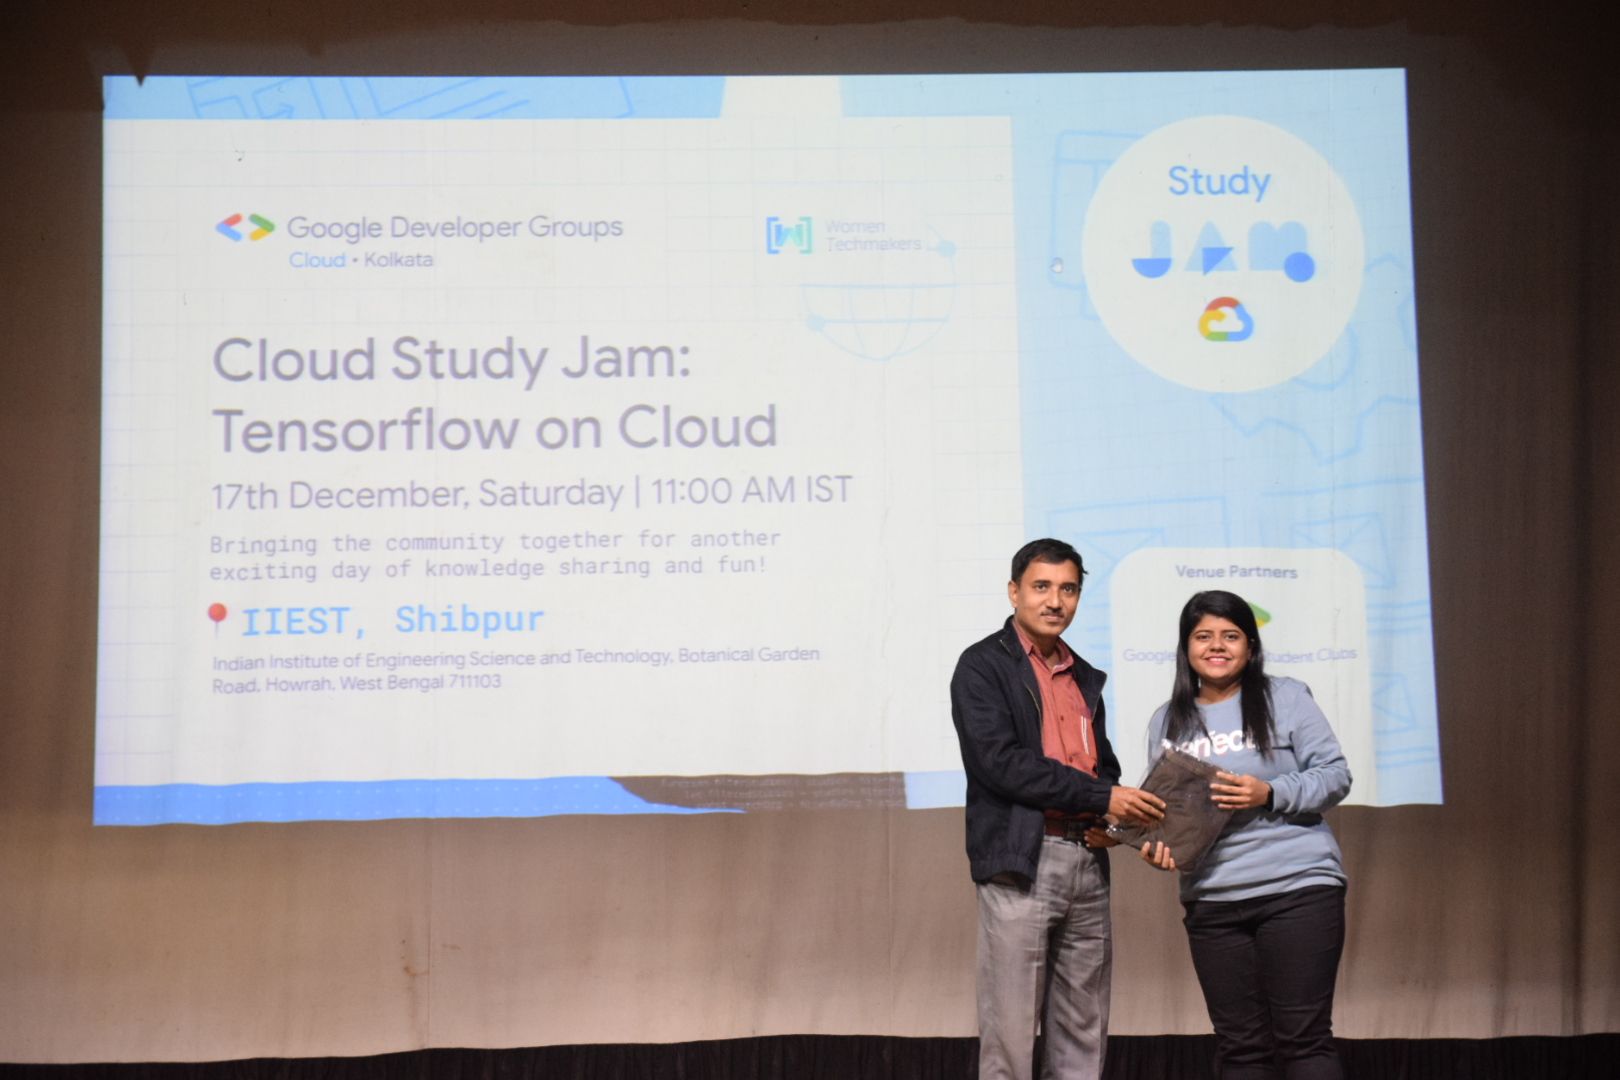 Google Developer Groups
Cloud • Kolkata
Women
Techmakers
Study
JAM
Cloud Study Jam:
Tensorflow on Cloud
17th December, Saturday | 11:00 AM IST
Bringing the community together for another
exciting day of knowledge sharing and fun!
IIEST, Shibpur
Indian Institute of Engineering Science and Technology, Botanical Garden
Road, Howrah, West Bengal 711103
Venue Partners
Google Student Clubs